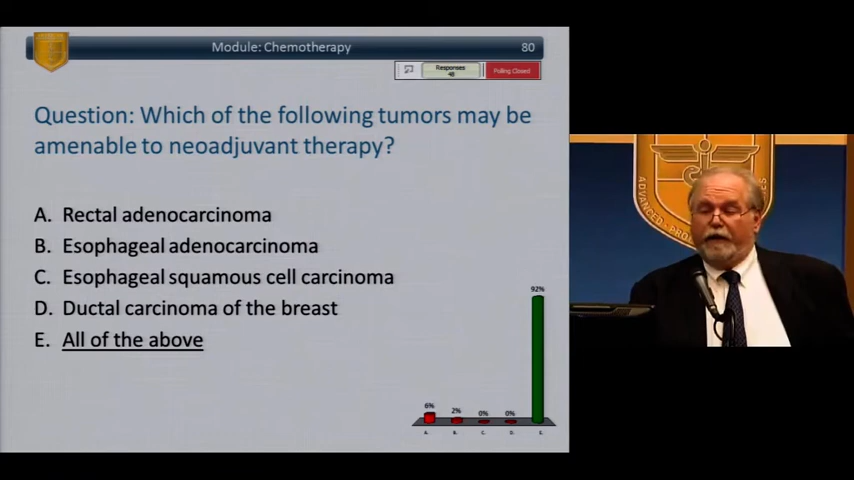 Module: Chemotherapy
80
Responses
48
Polling Closed
Question: Which of the following tumors may be
amenable to neoadjuvant therapy?
A. Rectal adenocarcinoma
B. Esophageal adenocarcinoma
C. Esophageal squamous cell carcinoma
D. Ductal carcinoma of the breast
E. All of the above
6%
2%
0%
0%
92%
A.
B.
C.
D.
E.
ADVANCED